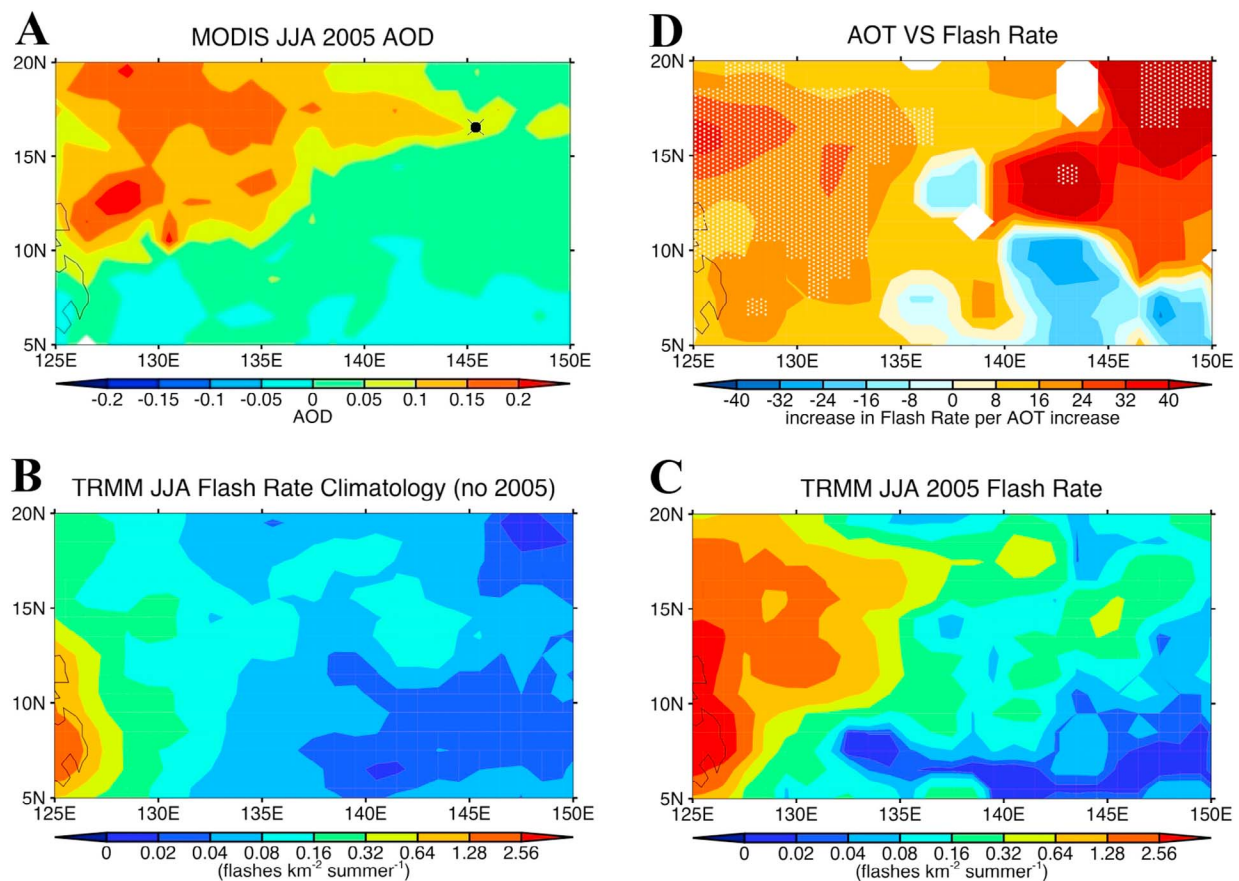 A
MODIS JJA 2005 AOD
20N
15N
10N
5N
125E 130E 135E 140E 145E 150E
-0.2 -0.15 -0.1 -0.05 0 0.05 0.1 0.15 0.2
AOD
D
AOT VS Flash Rate
20N
15N
10N
5N
125E 130E 135E 140E 145E 150E
-40 -32 -24 -16 -8 0 8 16 24 32 40
increase in Flash Rate per AOT increase
B
TRMM JJA Flash Rate Climatology (no 2005)
20N
15N
10N
5N
125E 130E 135E 140E 145E 150E
0 0.02 0.04 0.08 0.16 0.32 0.64 1.28 2.56
(flashes km⁻² summer⁻¹)
C
TRMM JJA 2005 Flash Rate
20N
15N
10N
5N
125E 130E 135E 140E 145E 150E
0 0.02 0.04 0.08 0.16 0.32 0.64 1.28 2.56
(flashes km⁻² summer⁻¹)